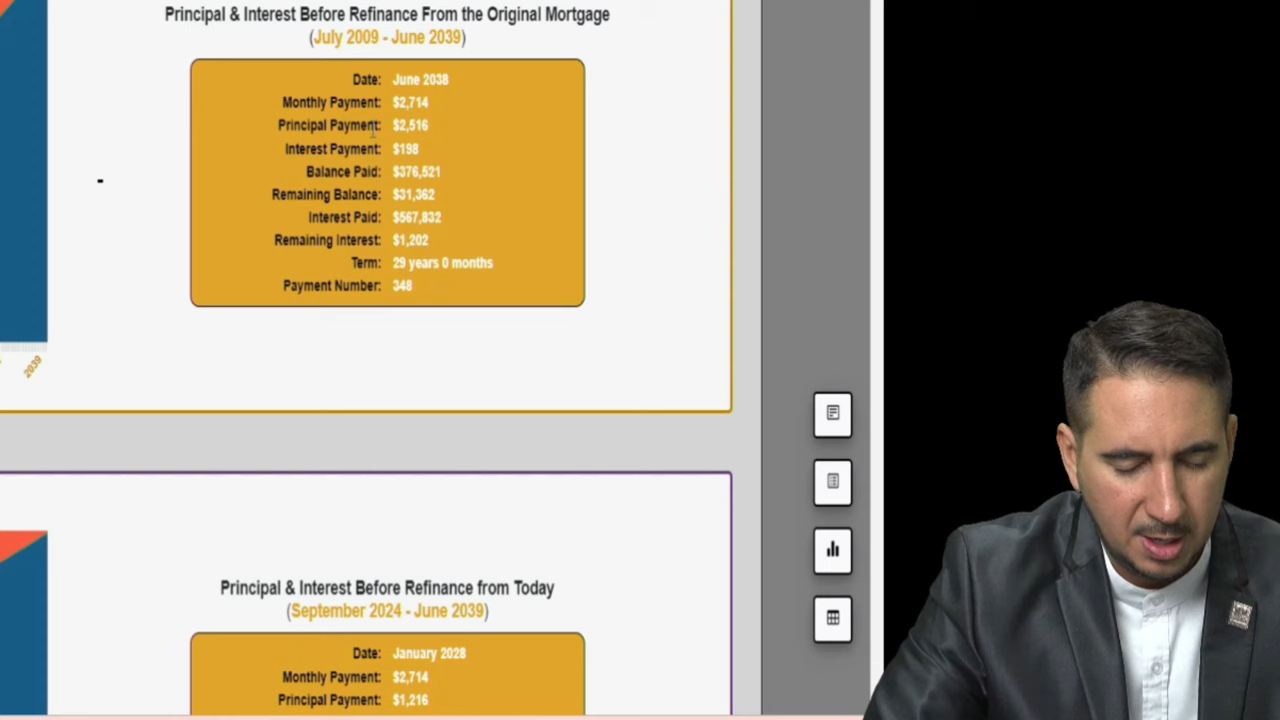 Principal & Interest Before Refinance From the Original Mortgage
(July 2009 - June 2039)
Date: June 2038
Monthly Payment: $2,714
Principal Payment: $2,516
Interest Payment: $198
Balance Paid: $376,521
Remaining Balance: $31,362
Interest Paid: $567,832
Remaining Interest: $1,202
Term: 29 years 0 months
Payment Number: 348
2039
Principal & Interest Before Refinance from Today
(September 2024 - June 2039)
Date: January 2028
Monthly Payment: $2,714
Principal Payment: $1,216